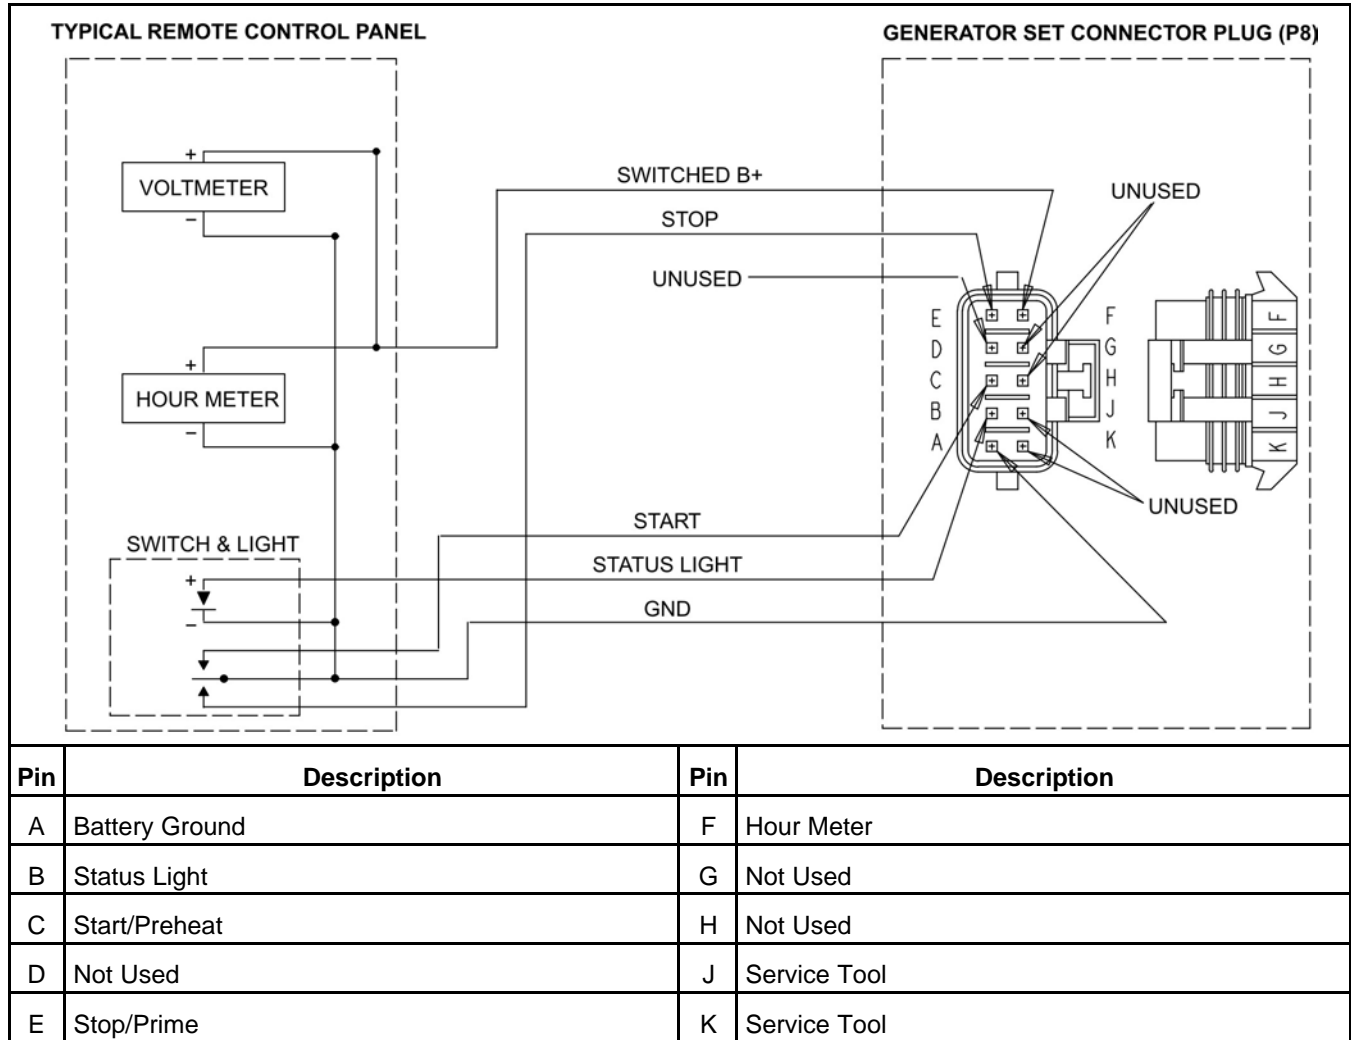 TYPICAL REMOTE CONTROL PANEL
GENERATOR SET CONNECTOR PLUG (P8)
+
VOLTMETER
−
SWITCHED B+
UNUSED
STOP
UNUSED
E F
D G
C H
B J
A K
F
G
H
J
K
+
HOUR METER
−
UNUSED
START
SWITCH & LIGHT
STATUS LIGHT
+
−
GND
Pin Description Pin Description
A Battery Ground F Hour Meter
B Status Light G Not Used
C Start/Preheat H Not Used
D Not Used J Service Tool
E Stop/Prime K Service Tool